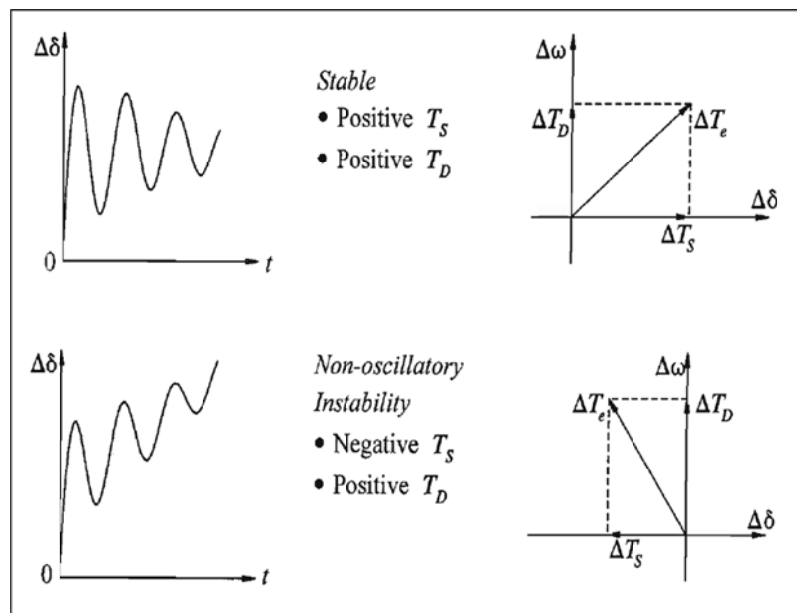 Δδ
0
t
Stable
• Positive T_S
• Positive T_D
Δω
ΔT_D
ΔT_e
Δδ
ΔT_S
Δδ
0
t
Non-oscillatory
Instability
• Negative T_S
• Positive T_D
Δω
ΔT_e
ΔT_D
Δδ
ΔT_S